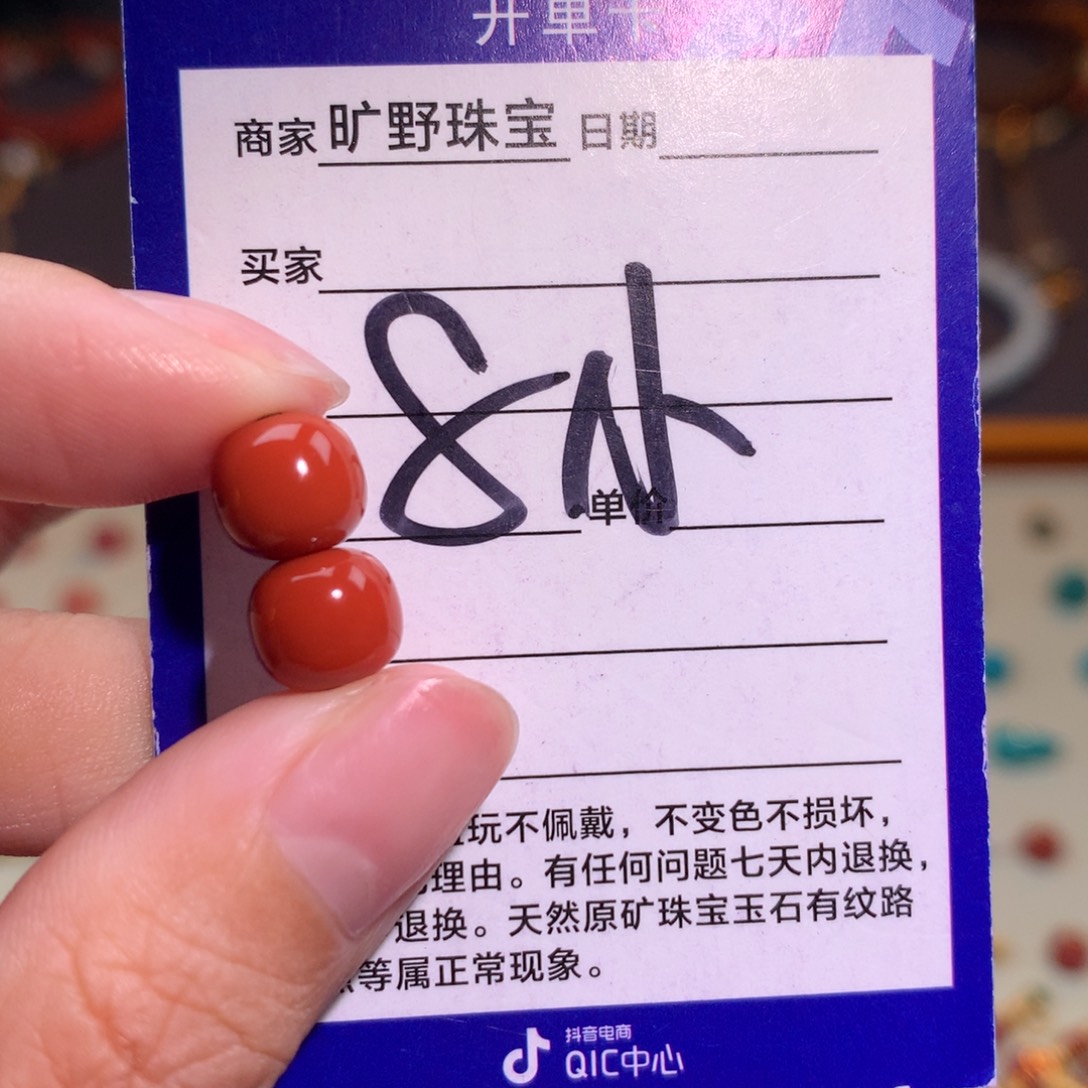 开单卡
商家旷野珠宝 日期
买家
单价
玩不佩戴，不变色不损坏，
理由。有任何问题七天内退换，
退换。天然原矿珠宝玉石有纹路
等属正常现象。
抖音电商
QIC中心